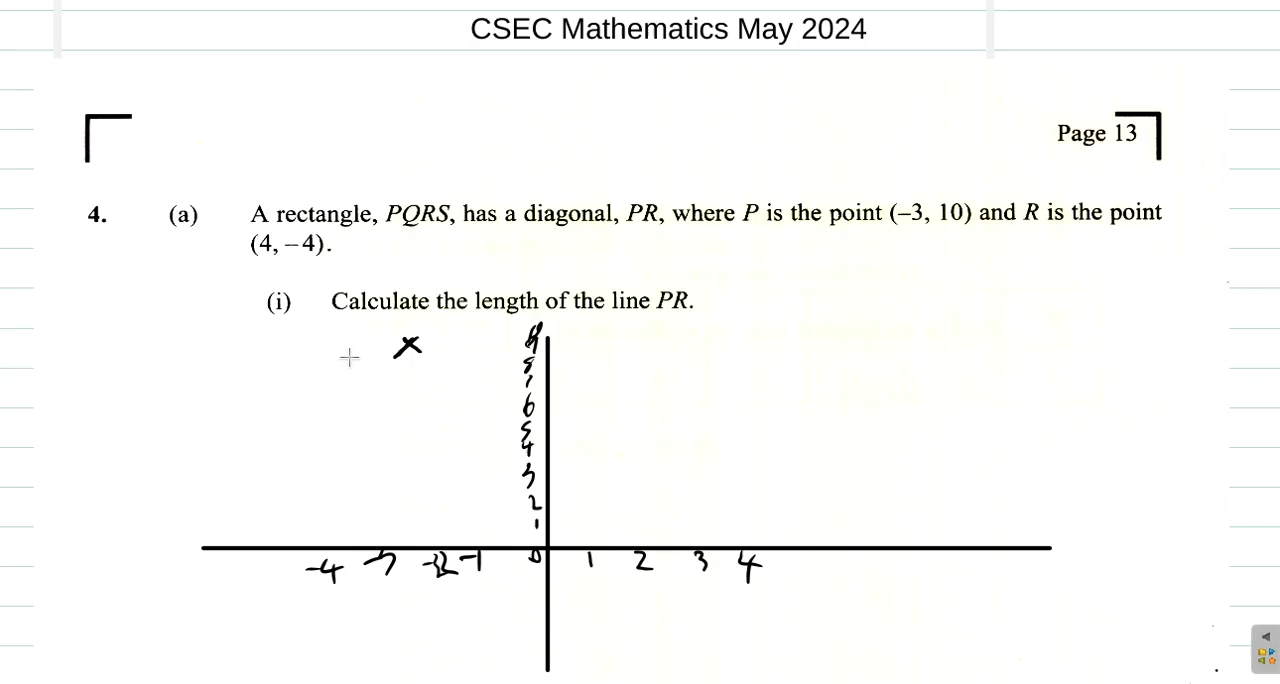 CSEC Mathematics May 2024
Page 13
4. (a) A rectangle, PQRS, has a diagonal, PR, where P is the point (−3, 10) and R is the point
(4, −4).
(i) Calculate the length of the line PR.
8
7
6
5
4
3
2
1
-4 -1 0 1 2 3 4